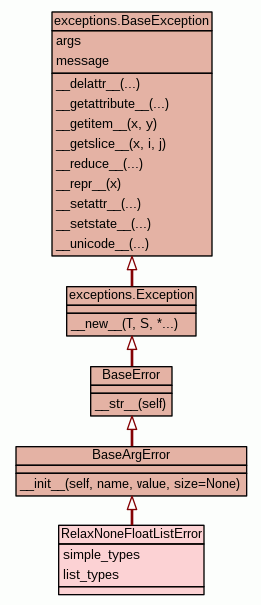 exceptions.BaseException
args
message
__delattr__(...)
__getattribute__(...)
__getitem__(x, y)
__getslice__(x, i, j)
__reduce__(...)
__repr__(x)
__setattr__(...)
__setstate__(...)
__unicode__(...)
exceptions.Exception
__new__(T, S, *...)
BaseError
__str__(self)
BaseArgError
__init__(self, name, value, size=None)
RelaxNoneFloatListError
simple_types
list_types